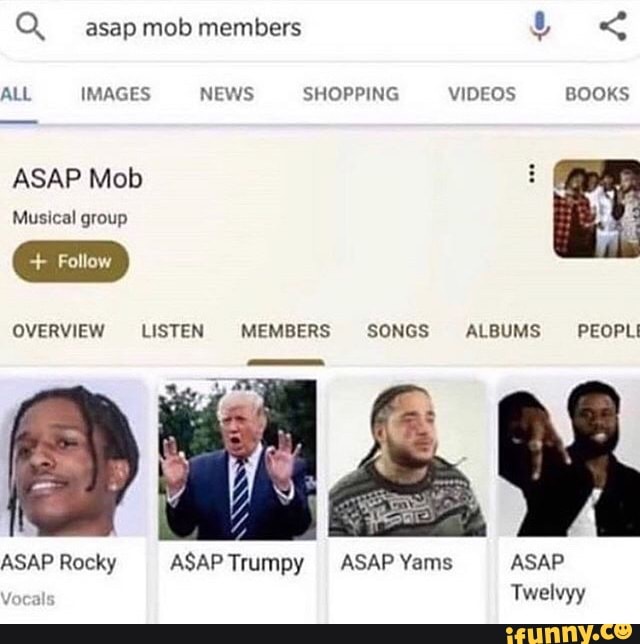 asap mob members
ALL IMAGES NEWS SHOPPING VIDEOS BOOKS
ASAP Mob
Musical group
+ Follow
OVERVIEW LISTEN MEMBERS SONGS ALBUMS PEOPLE
ASAP Rocky
Vocals
A$AP Trumpy
ASAP Yams
ASAP
Twelvyy
ifunny.co